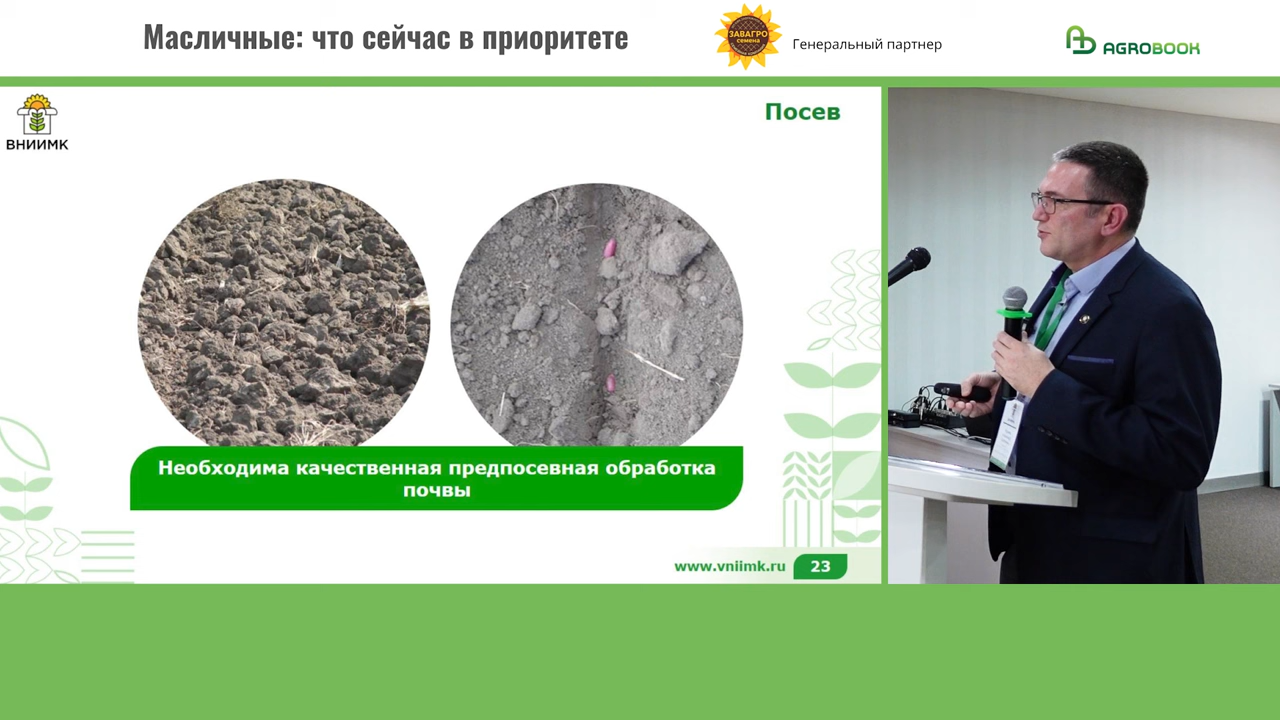 Масличные: что сейчас в приоритете
ЗАВАГРО
семена
Генеральный партнер
AGROBOOK
ВНИИМК
Посев
Необходима качественная предпосевная обработка
почвы
www.vniimk.ru
23